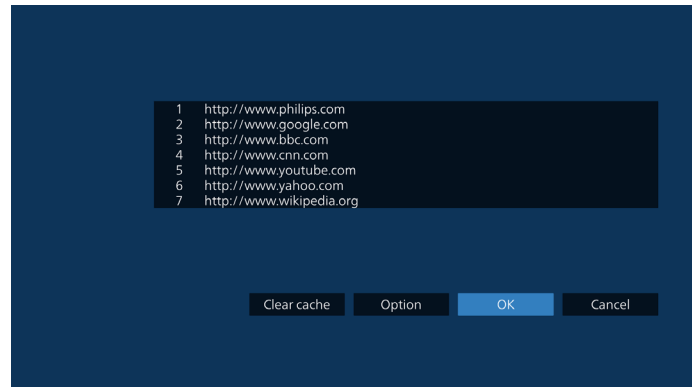 1 http://www.philips.com
2 http://www.google.com
3 http://www.bbc.com
4 http://www.cnn.com
5 http://www.youtube.com
6 http://www.yahoo.com
7 http://www.wikipedia.org
Clear cache Option OK Cancel